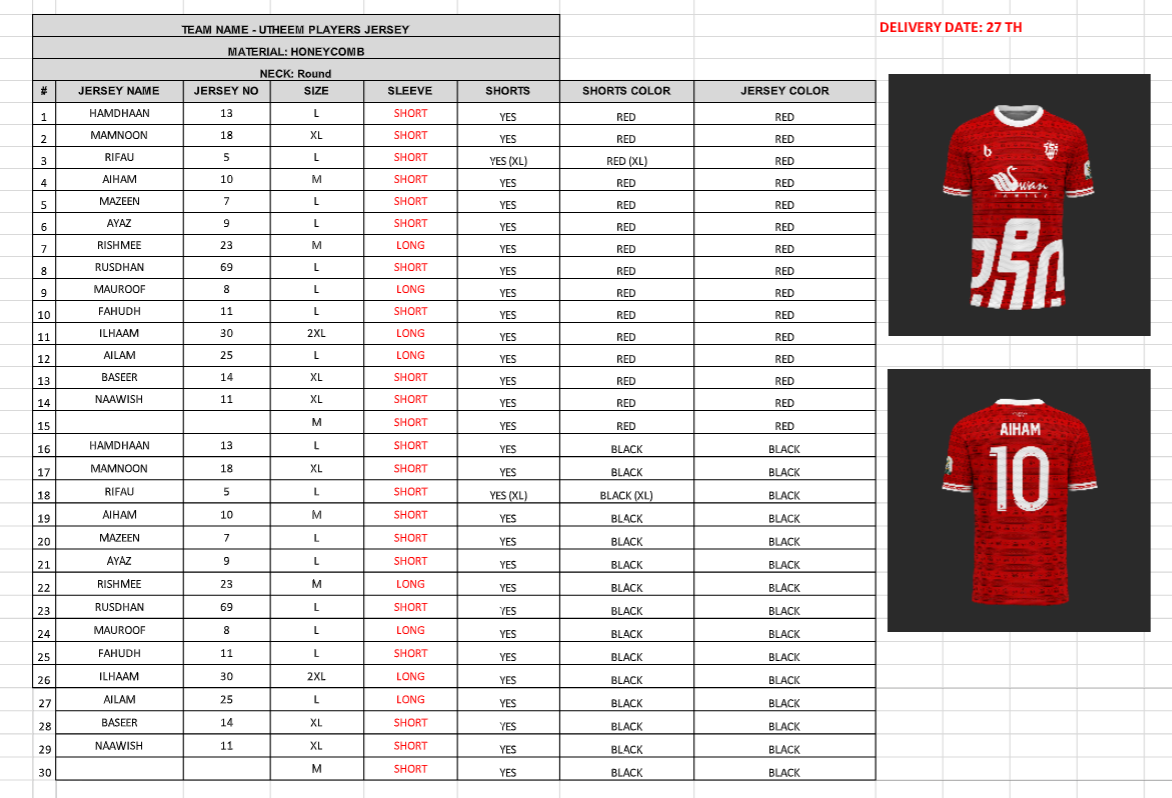 TEAM NAME - UTHEEM PLAYERS JERSEY
MATERIAL: HONEYCOMB
NECK: Round
# JERSEY NAME JERSEY NO SIZE SLEEVE SHORTS SHORTS COLOR JERSEY COLOR
1 HAMDHAAN 13 L SHORT YES RED RED
2 MAMNOON 18 XL SHORT YES RED RED
3 RIFAU 5 L SHORT YES (XL) RED (XL) RED
4 AIHAM 10 M SHORT YES RED RED
5 MAZEEN 7 L SHORT YES RED RED
6 AYAZ 9 L SHORT YES RED RED
7 RISHMEE 23 M LONG YES RED RED
8 RUSDHAN 69 L SHORT YES RED RED
9 MAUROOF 8 L LONG YES RED RED
10 FAHUDH 11 L SHORT YES RED RED
11 ILHAAM 30 2XL LONG YES RED RED
12 AILAM 25 L LONG YES RED RED
13 BASEER 14 XL SHORT YES RED RED
14 NAAWISH 11 XL SHORT YES RED RED
15 M SHORT YES RED RED
16 HAMDHAAN 13 L SHORT YES BLACK BLACK
17 MAMNOON 18 XL SHORT YES BLACK BLACK
18 RIFAU 5 L SHORT YES (XL) BLACK (XL) BLACK
19 AIHAM 10 M SHORT YES BLACK BLACK
20 MAZEEN 7 L SHORT YES BLACK BLACK
21 AYAZ 9 L SHORT YES BLACK BLACK
22 RISHMEE 23 M LONG YES BLACK BLACK
23 RUSDHAN 69 L SHORT YES BLACK BLACK
24 MAUROOF 8 L LONG YES BLACK BLACK
25 FAHUDH 11 L SHORT YES BLACK BLACK
26 ILHAAM 30 2XL LONG YES BLACK BLACK
27 AILAM 25 L LONG YES BLACK BLACK
28 BASEER 14 XL SHORT YES BLACK BLACK
29 NAAWISH 11 XL SHORT YES BLACK BLACK
30 M SHORT YES BLACK BLACK
DELIVERY DATE: 27 TH
Swan
FAMILY
AIHAM
10